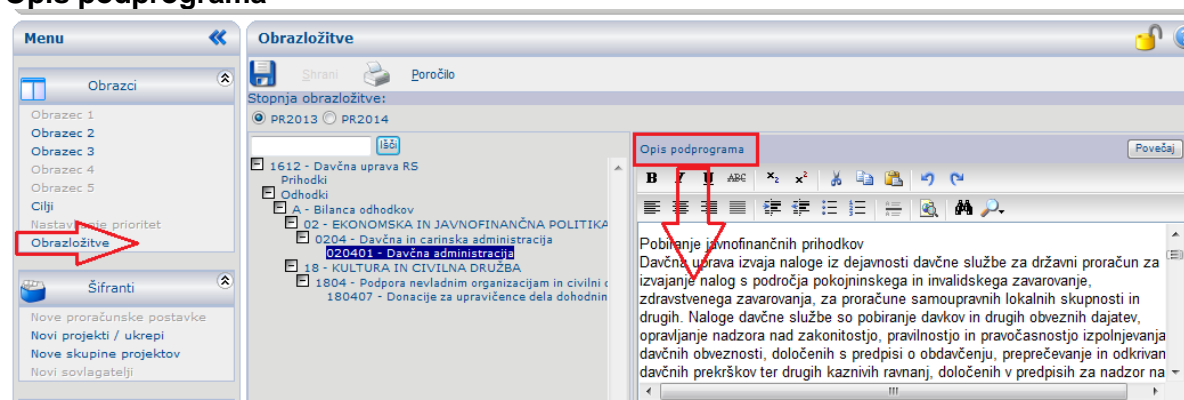 Opis podprograma
Menu
Obrazci
Obrazec 1
Obrazec 2
Obrazec 3
Obrazec 4
Obrazec 5
Cilji
Nastavljanje prioritet
Obrazložitve
Šifranti
Nove proračunske postavke
Novi projekti / ukrepi
Nove skupine projektov
Novi sovlagatelji
Obrazložitve
Shrani
Poročilo
Stopnja obrazložitve:
PR2013 PR2014
Išči
1612 - Davčna uprava RS
Prihodki
Odhodki
A - Bilanca odhodkov
02 - EKONOMSKA IN JAVNOFINANČNA POLITIKA
0204 - Davčna in carinska administracija
020401 - Davčna administracija
18 - KULTURA IN CIVILNA DRUŽBA
1804 - Podpora nevladnim organizacijam in civilni
180407 - Donacije za upravičence dela dohodnin
Opis podprograma
Povečaj
B I U ABC x₂ x²
Pobiranje javnofinančnih prihodkov
Davčna uprava izvaja naloge iz dejavnosti davčne službe za državni proračun za
izvajanje nalog s področja pokojninskega in invalidskega zavarovanje,
zdravstvenega zavarovanja, za proračune samoupravnih lokalnih skupnosti in
drugih. Naloge davčne službe so pobiranje davkov in drugih obveznih dajatev,
opravljanje nadzora nad zakonitostjo, pravilnostjo in pravočasnostjo izpolnjevanja
davčnih obveznosti, določenih s predpisi o obdavčenju, preprečevanje in odkrivan
davčnih prekrškov ter drugih kaznivih ravnanj, določenih v predpisih za nadzor na